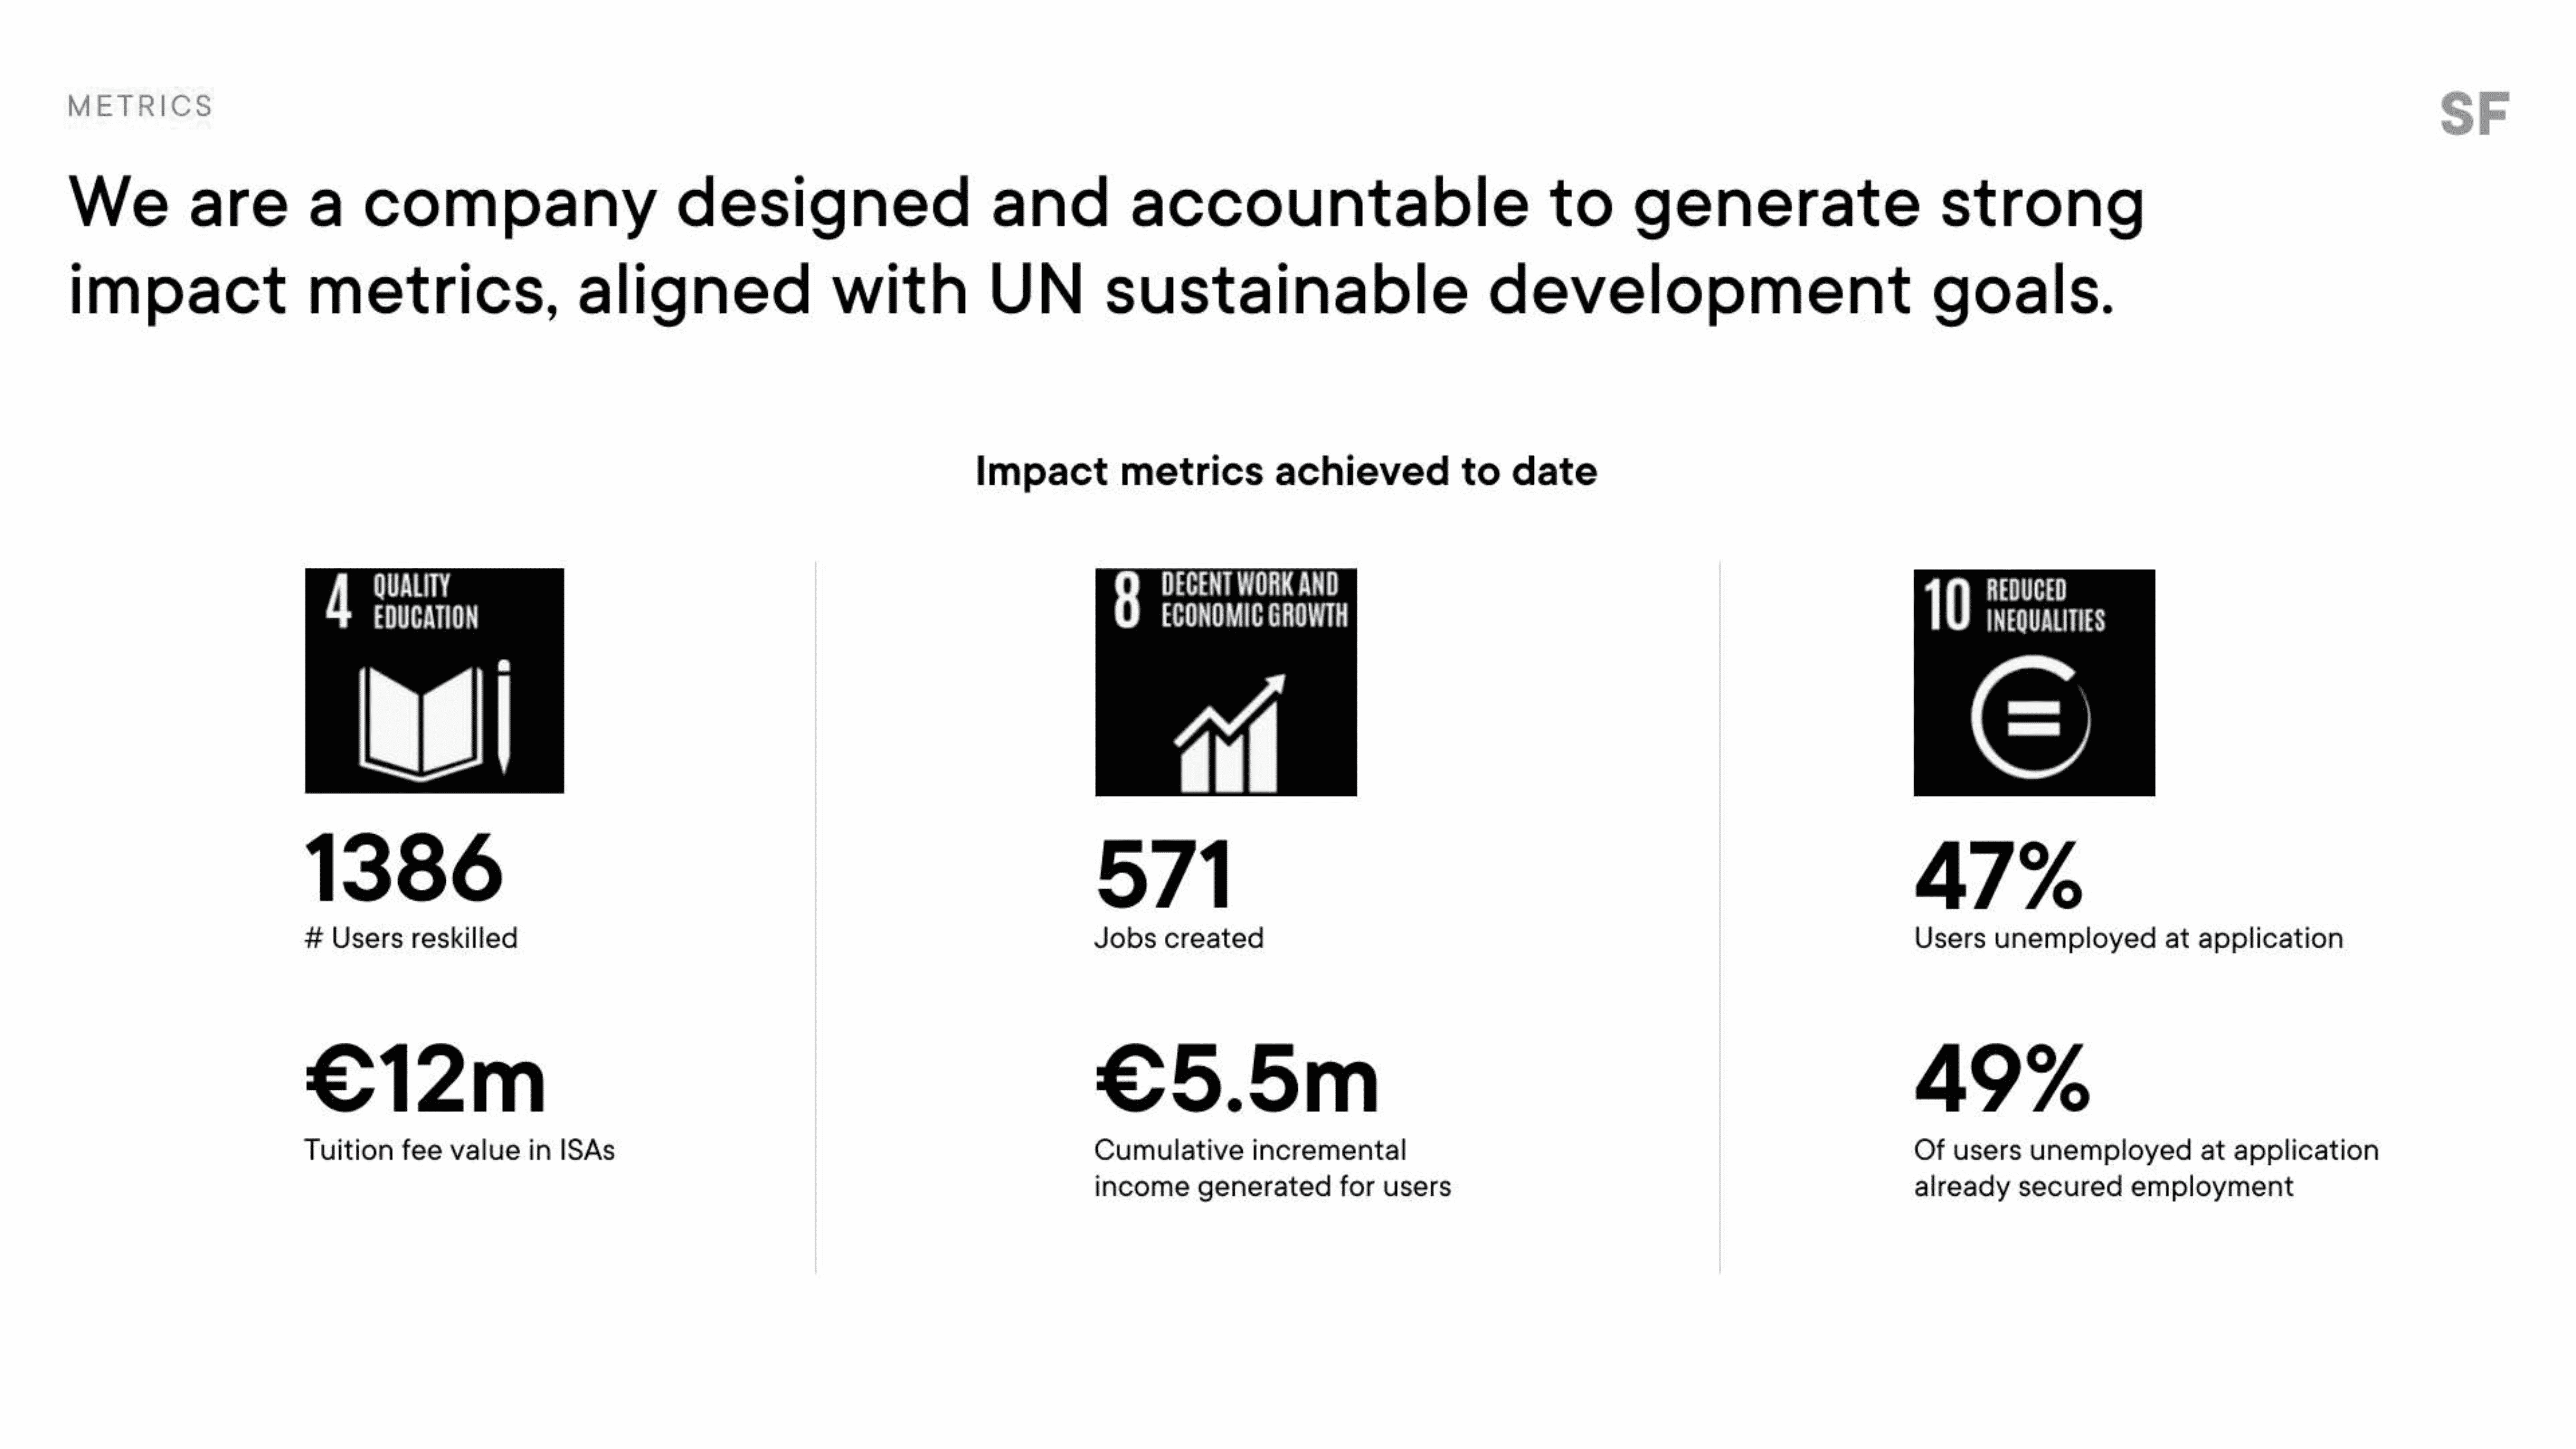 METRICS
SF
We are a company designed and accountable to generate strong
impact metrics, aligned with UN sustainable development goals.
Impact metrics achieved to date
4 QUALITY
EDUCATION
1386
# Users reskilled
€12m
Tuition fee value in ISAs
8 DECENT WORK AND
ECONOMIC GROWTH
571
Jobs created
€5.5m
Cumulative incremental
income generated for users
10 REDUCED
INEQUALITIES
47%
Users unemployed at application
49%
Of users unemployed at application
already secured employment